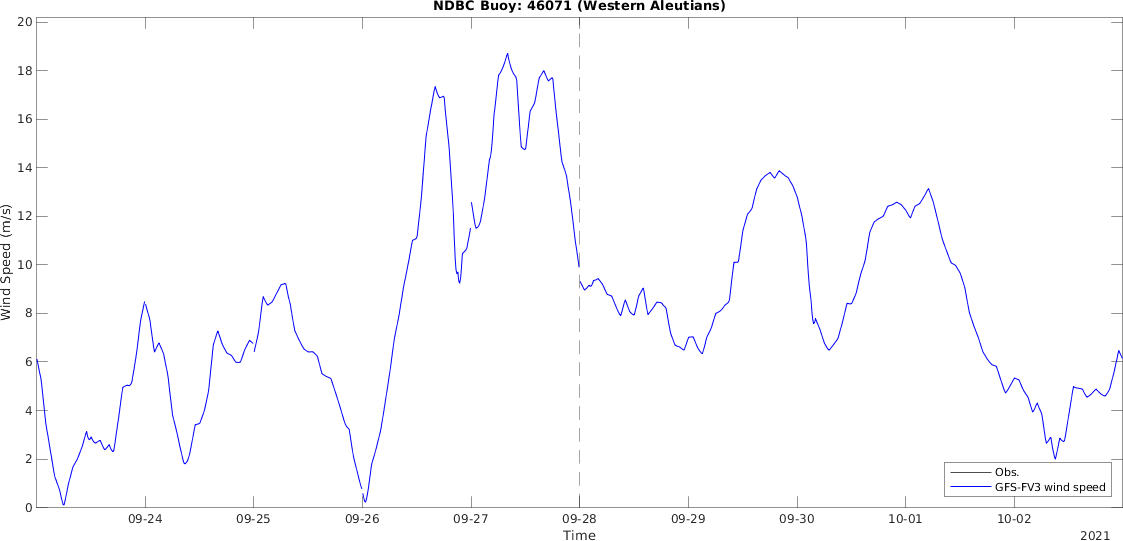 NDBC Buoy: 46071 (Western Aleutians)
20
18
16
14
12
10
8
6
4
2
0
Wind Speed (m/s)
09-24 09-25 09-26 09-27 09-28 09-29 09-30 10-01 10-02
Time
2021
Obs.
GFS-FV3 wind speed